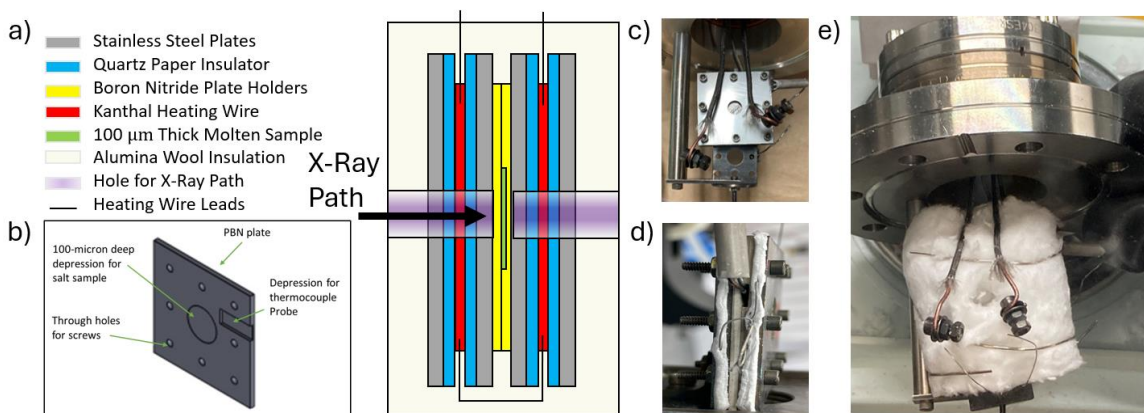 a)
Stainless Steel Plates
Quartz Paper Insulator
Boron Nitride Plate Holders
Kanthal Heating Wire
100 μm Thick Molten Sample
Alumina Wool Insulation
Hole for X-Ray Path
Heating Wire Leads
X-Ray
Path
b)
PBN plate
100-micron deep
depression for
salt sample
Depression for
thermocouple
Probe
Through holes
for screws
c)
d)
e)